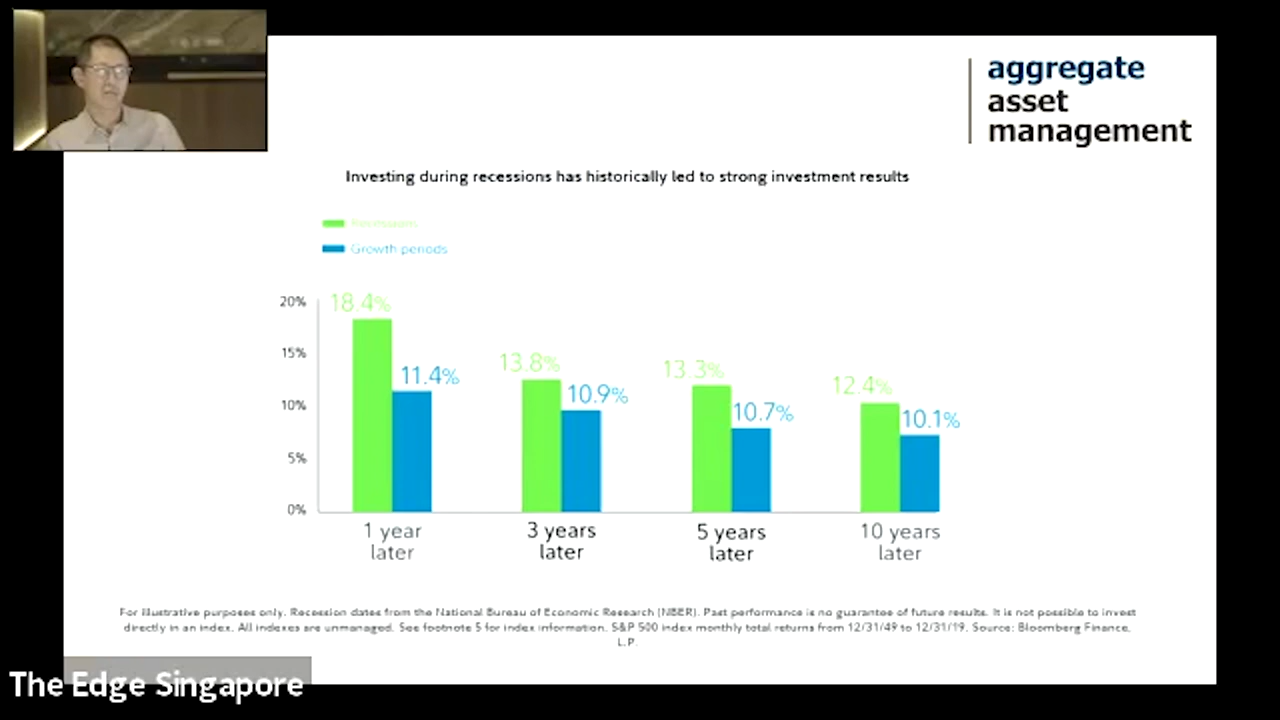 aggregate
asset
management
Investing during recessions has historically led to strong investment results
Recessions
Growth periods
20%
15%
10%
5%
0%
18.4%
11.4%
13.8%
10.9%
13.3%
10.7%
12.4%
10.1%
1 year
later
3 years
later
5 years
later
10 years
later
For illustrative purposes only. Recession dates from the National Bureau of Economic Research (NBER). Past performance is no guarantee of future results. It is not possible to invest
directly in an index. All indexes are unmanaged. See footnote 5 for index information. S&P 500 index monthly total returns from 12/31/49 to 12/31/19. Source: Bloomberg Finance,
L.P.
The Edge Singapore